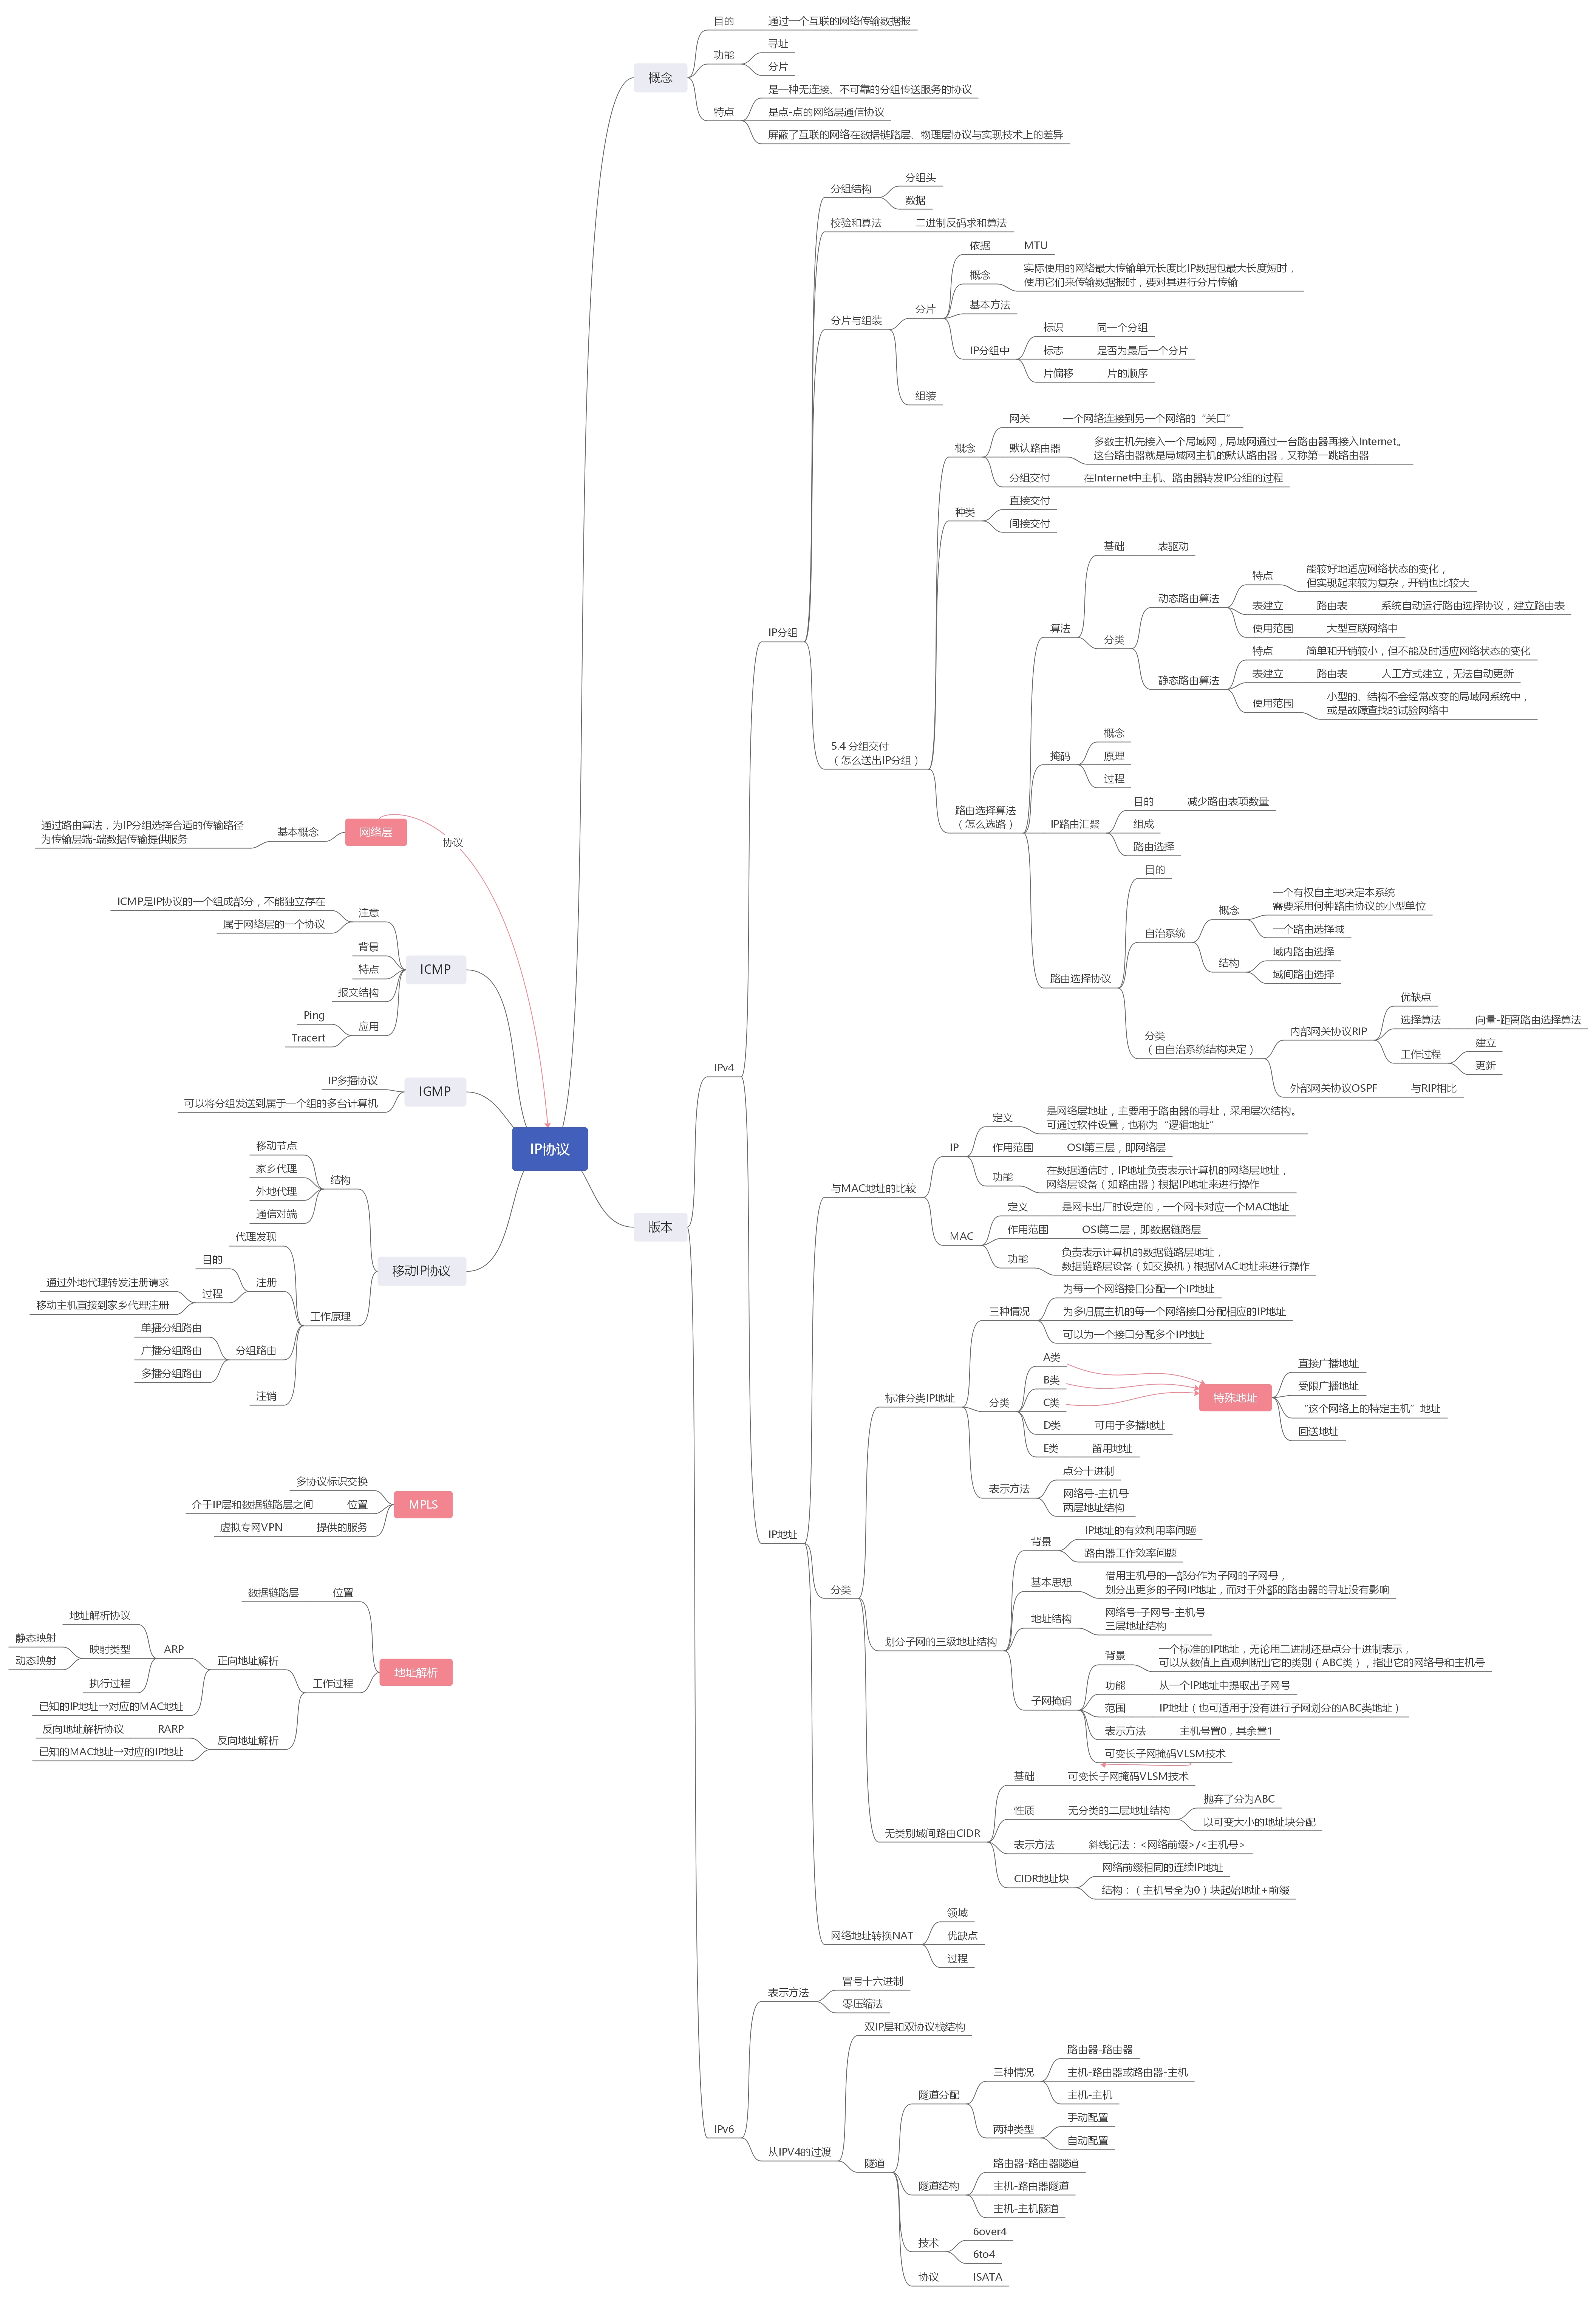 目的
通过一个互联的网络传输数据报
功能
寻址
分片
概念
特点
是一种无连接、不可靠的分组传送服务的协议
是点-点的网络层通信协议
屏蔽了互联的网络在数据链路层、物理层协议与实现技术上的差异
分组结构
分组头
数据
校验和算法
二进制反码求和算法
分片与组装
分片
依据
MTU
概念
实际使用的网络最大传输单元长度比IP数据包最大长度短时，
使用它们来传输数据报时，要对其进行分片传输
基本方法
IP分组中
标识
同一个分组
标志
是否为最后一个分片
片偏移
片的顺序
组装
IP分组
5.4 分组交付
（怎么送出IP分组）
概念
网关
一个网络连接到另一个网络的“关口”
默认路由器
多数主机先接入一个局域网，局域网通过一台路由器再接入Internet。
这台路由器就是局域网主机的默认路由器，又称第一跳路由器
分组交付
在Internet中主机、路由器转发IP分组的过程
种类
直接交付
间接交付
路由选择算法
（怎么选路）
算法
基础
表驱动
分类
动态路由算法
特点
能较好地适应网络状态的变化，
但实现起来较为复杂，开销也比较大
表建立
路由表
系统自动运行路由选择协议，建立路由表
使用范围
大型互联网络中
静态路由算法
特点
简单和开销较小，但不能及时适应网络状态的变化
表建立
路由表
人工方式建立，无法自动更新
使用范围
小型的、结构不会经常改变的局域网系统中，
或是故障查找的试验网络中
掩码
概念
原理
过程
IP路由汇聚
目的
减少路由表项数量
组成
路由选择
路由选择协议
目的
自治系统
概念
一个有权自主地决定本系统
需要采用何种路由协议的小型单位
一个路由选择域
结构
域内路由选择
域间路由选择
分类
（由自治系统结构决定）
内部网关协议RIP
优缺点
选择算法
向量-距离路由选择算法
工作过程
建立
更新
外部网关协议OSPF
与RIP相比
通过路由算法，为IP分组选择合适的传输路径
为传输层端-端数据传输提供服务
基本概念
网络层
协议
ICMP是IP协议的一个组成部分，不能独立存在
属于网络层的一个协议
注意
背景
特点
报文结构
Ping
Tracert
应用
ICMP
IP多播协议
可以将分组发送到属于一个组的多台计算机
IGMP
IP协议
版本
IPv4
移动节点
家乡代理
外地代理
通信对端
结构
代理发现
目的
通过外地代理转发注册请求
移动主机直接到家乡代理注册
过程
注册
单播分组路由
广播分组路由
多播分组路由
分组路由
注销
工作原理
移动IP协议
与MAC地址的比较
IP
定义
是网络层地址，主要用于路由器的寻址，采用层次结构。
可通过软件设置，也称为“逻辑地址”
作用范围
OSI第三层，即网络层
功能
在数据通信时，IP地址负责表示计算机的网络层地址，
网络层设备（如路由器）根据IP地址来进行操作
MAC
定义
是网卡出厂时设定的，一个网卡对应一个MAC地址
作用范围
OSI第二层，即数据链路层
功能
负责表示计算机的数据链路层地址，
数据链路层设备（如交换机）根据MAC地址来进行操作
IP地址
分类
标准分类IP地址
三种情况
为每一个网络接口分配一个IP地址
为多归属主机的每一个网络接口分配相应的IP地址
可以为一个接口分配多个IP地址
分类
A类
B类
C类
D类
可用于多播地址
E类
留用地址
特殊地址
直接广播地址
受限广播地址
“这个网络上的特定主机”地址
回送地址
表示方法
点分十进制
网络号-主机号
两层地址结构
划分子网的三级地址结构
背景
IP地址的有效利用率问题
路由器工作效率问题
基本思想
借用主机号的一部分作为子网的子网号，
划分出更多的子网IP地址，而对于外部的路由器的寻址没有影响
地址结构
网络号-子网号-主机号
三层地址结构
子网掩码
背景
一个标准的IP地址，无论用二进制还是点分十进制表示，
可以从数值上直观判断出它的类别（ABC类），指出它的网络号和主机号
功能
从一个IP地址中提取出子网号
范围
IP地址（也可适用于没有进行子网划分的ABC类地址）
表示方法
主机号置0，其余置1
可变长子网掩码VLSM技术
无类别域间路由CIDR
基础
可变长子网掩码VLSM技术
性质
无分类的二层地址结构
抛弃了分为ABC
以可变大小的地址块分配
表示方法
斜线记法：<网络前缀>/<主机号>
CIDR地址块
网络前缀相同的连续IP地址
结构：（主机号全为0）块起始地址+前缀
网络地址转换NAT
领域
优缺点
过程
多协议标识交换
介于IP层和数据链路层之间
位置
虚拟专网VPN
提供的服务
MPLS
数据链路层
位置
地址解析协议
静态映射
动态映射
映射类型
执行过程
ARP
已知的IP地址→对应的MAC地址
正向地址解析
反向地址解析协议
RARP
已知的MAC地址→对应的IP地址
反向地址解析
工作过程
地址解析
IPv6
表示方法
冒号十六进制
零压缩法
从IPV4的过渡
双IP层和双协议栈结构
隧道
隧道分配
三种情况
路由器-路由器
主机-路由器或路由器-主机
主机-主机
两种类型
手动配置
自动配置
隧道结构
路由器-路由器隧道
主机-路由器隧道
主机-主机隧道
技术
6over4
6to4
协议
ISATA